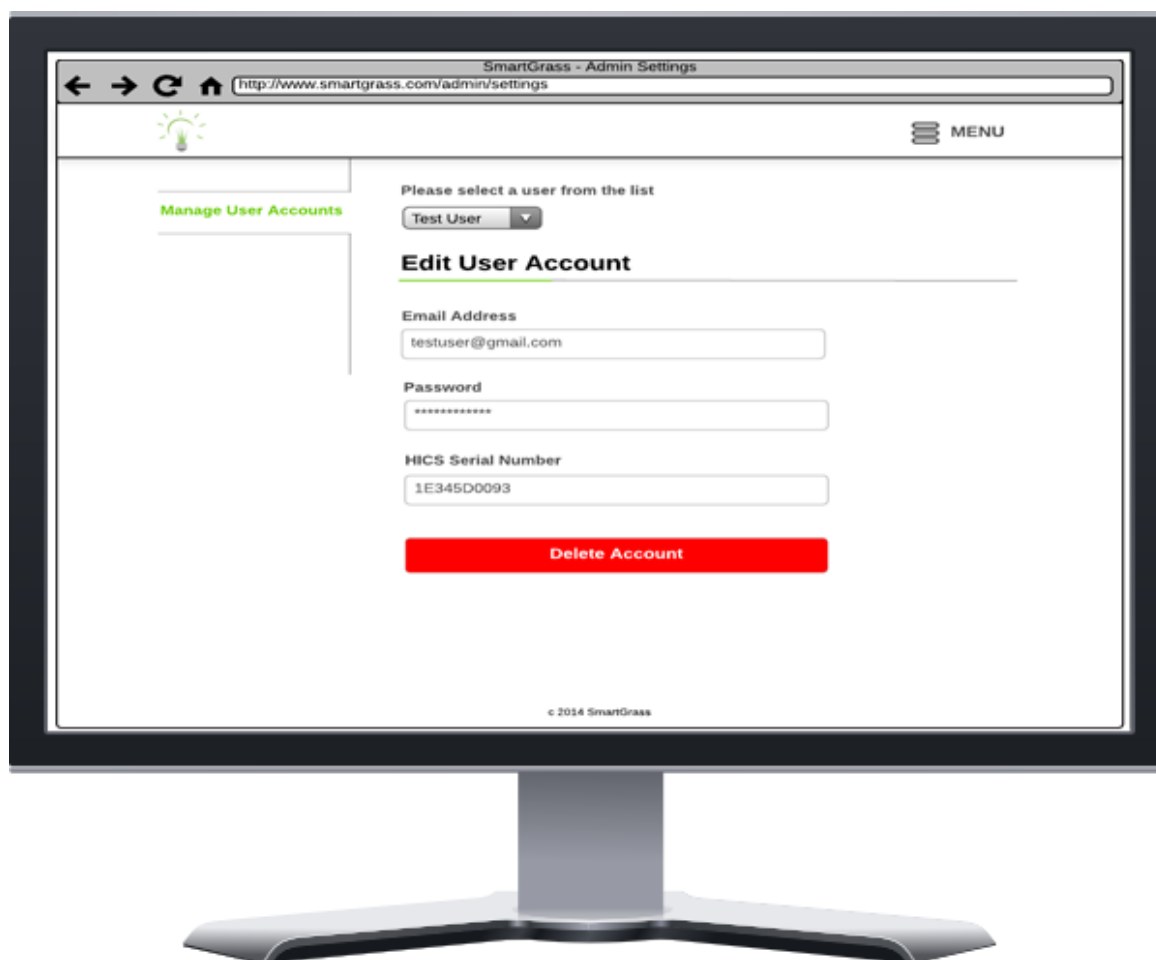 SmartGrass - Admin Settings
http://www.smartgrass.com/admin/settings
MENU
Manage User Accounts
Please select a user from the list
Test User
Edit User Account
Email Address
testuser@gmail.com
Password
************
HICS Serial Number
1E345D0093
Delete Account
c 2014 SmartGrass